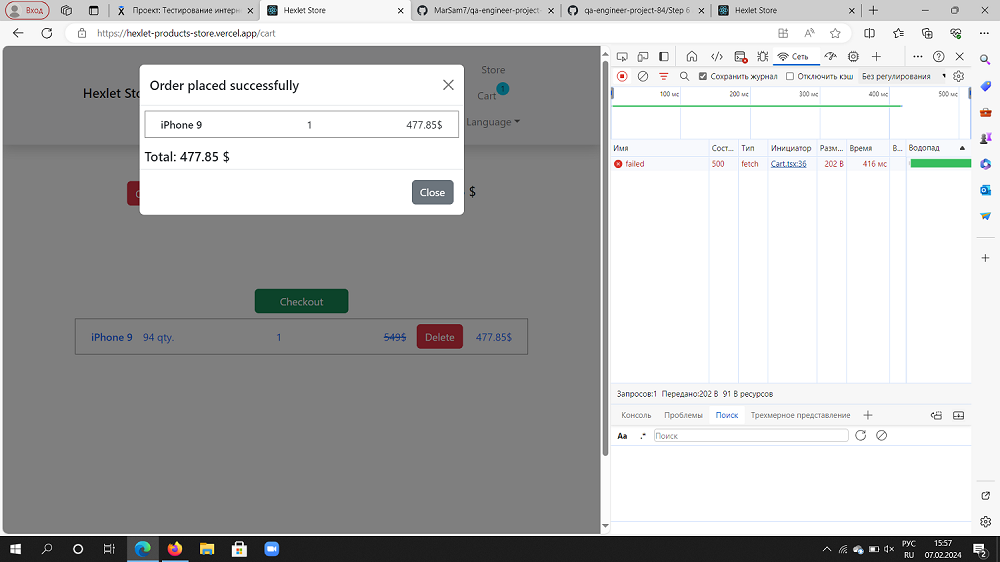 Вход
Проект: Тестирование интерн
Hexlet Store
MarSam7/qa-engineer-project-
qa-engineer-project-84/Step 6
Hexlet Store
https://hexlet-products-store.vercel.app/cart
Order placed successfully
iPhone 9 1 477.85$
Total: 477.85 $
Close
Hexlet Sto
Store
Cart 1
Language
$
Checkout
iPhone 9 94 qty. 1 549$ Delete 477.85$
Сеть
Сохранить журнал Отключить кэш Без регулирования
100 мс 200 мс 300 мс 400 мс 500 мс
Имя Сост... Тип Инициатор Разм... Время В... Водопад
failed 500 fetch Cart.tsx:36 202 B 416 мс
Запросов:1 Передано:202 B 91 B ресурсов
Консоль Проблемы Поиск Трехмерное представление
Aa .* Поиск
РУС
RU
15:57
07.02.2024
2